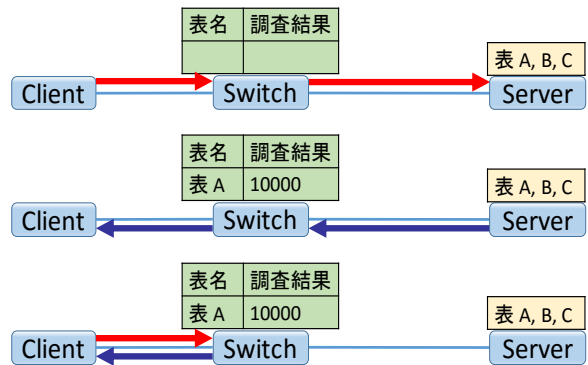 表名 調査結果
表 A, B, C
Client Switch Server
表名 調査結果
表 A 10000
表 A, B, C
Client Switch Server
表名 調査結果
表 A 10000
表 A, B, C
Client Switch Server